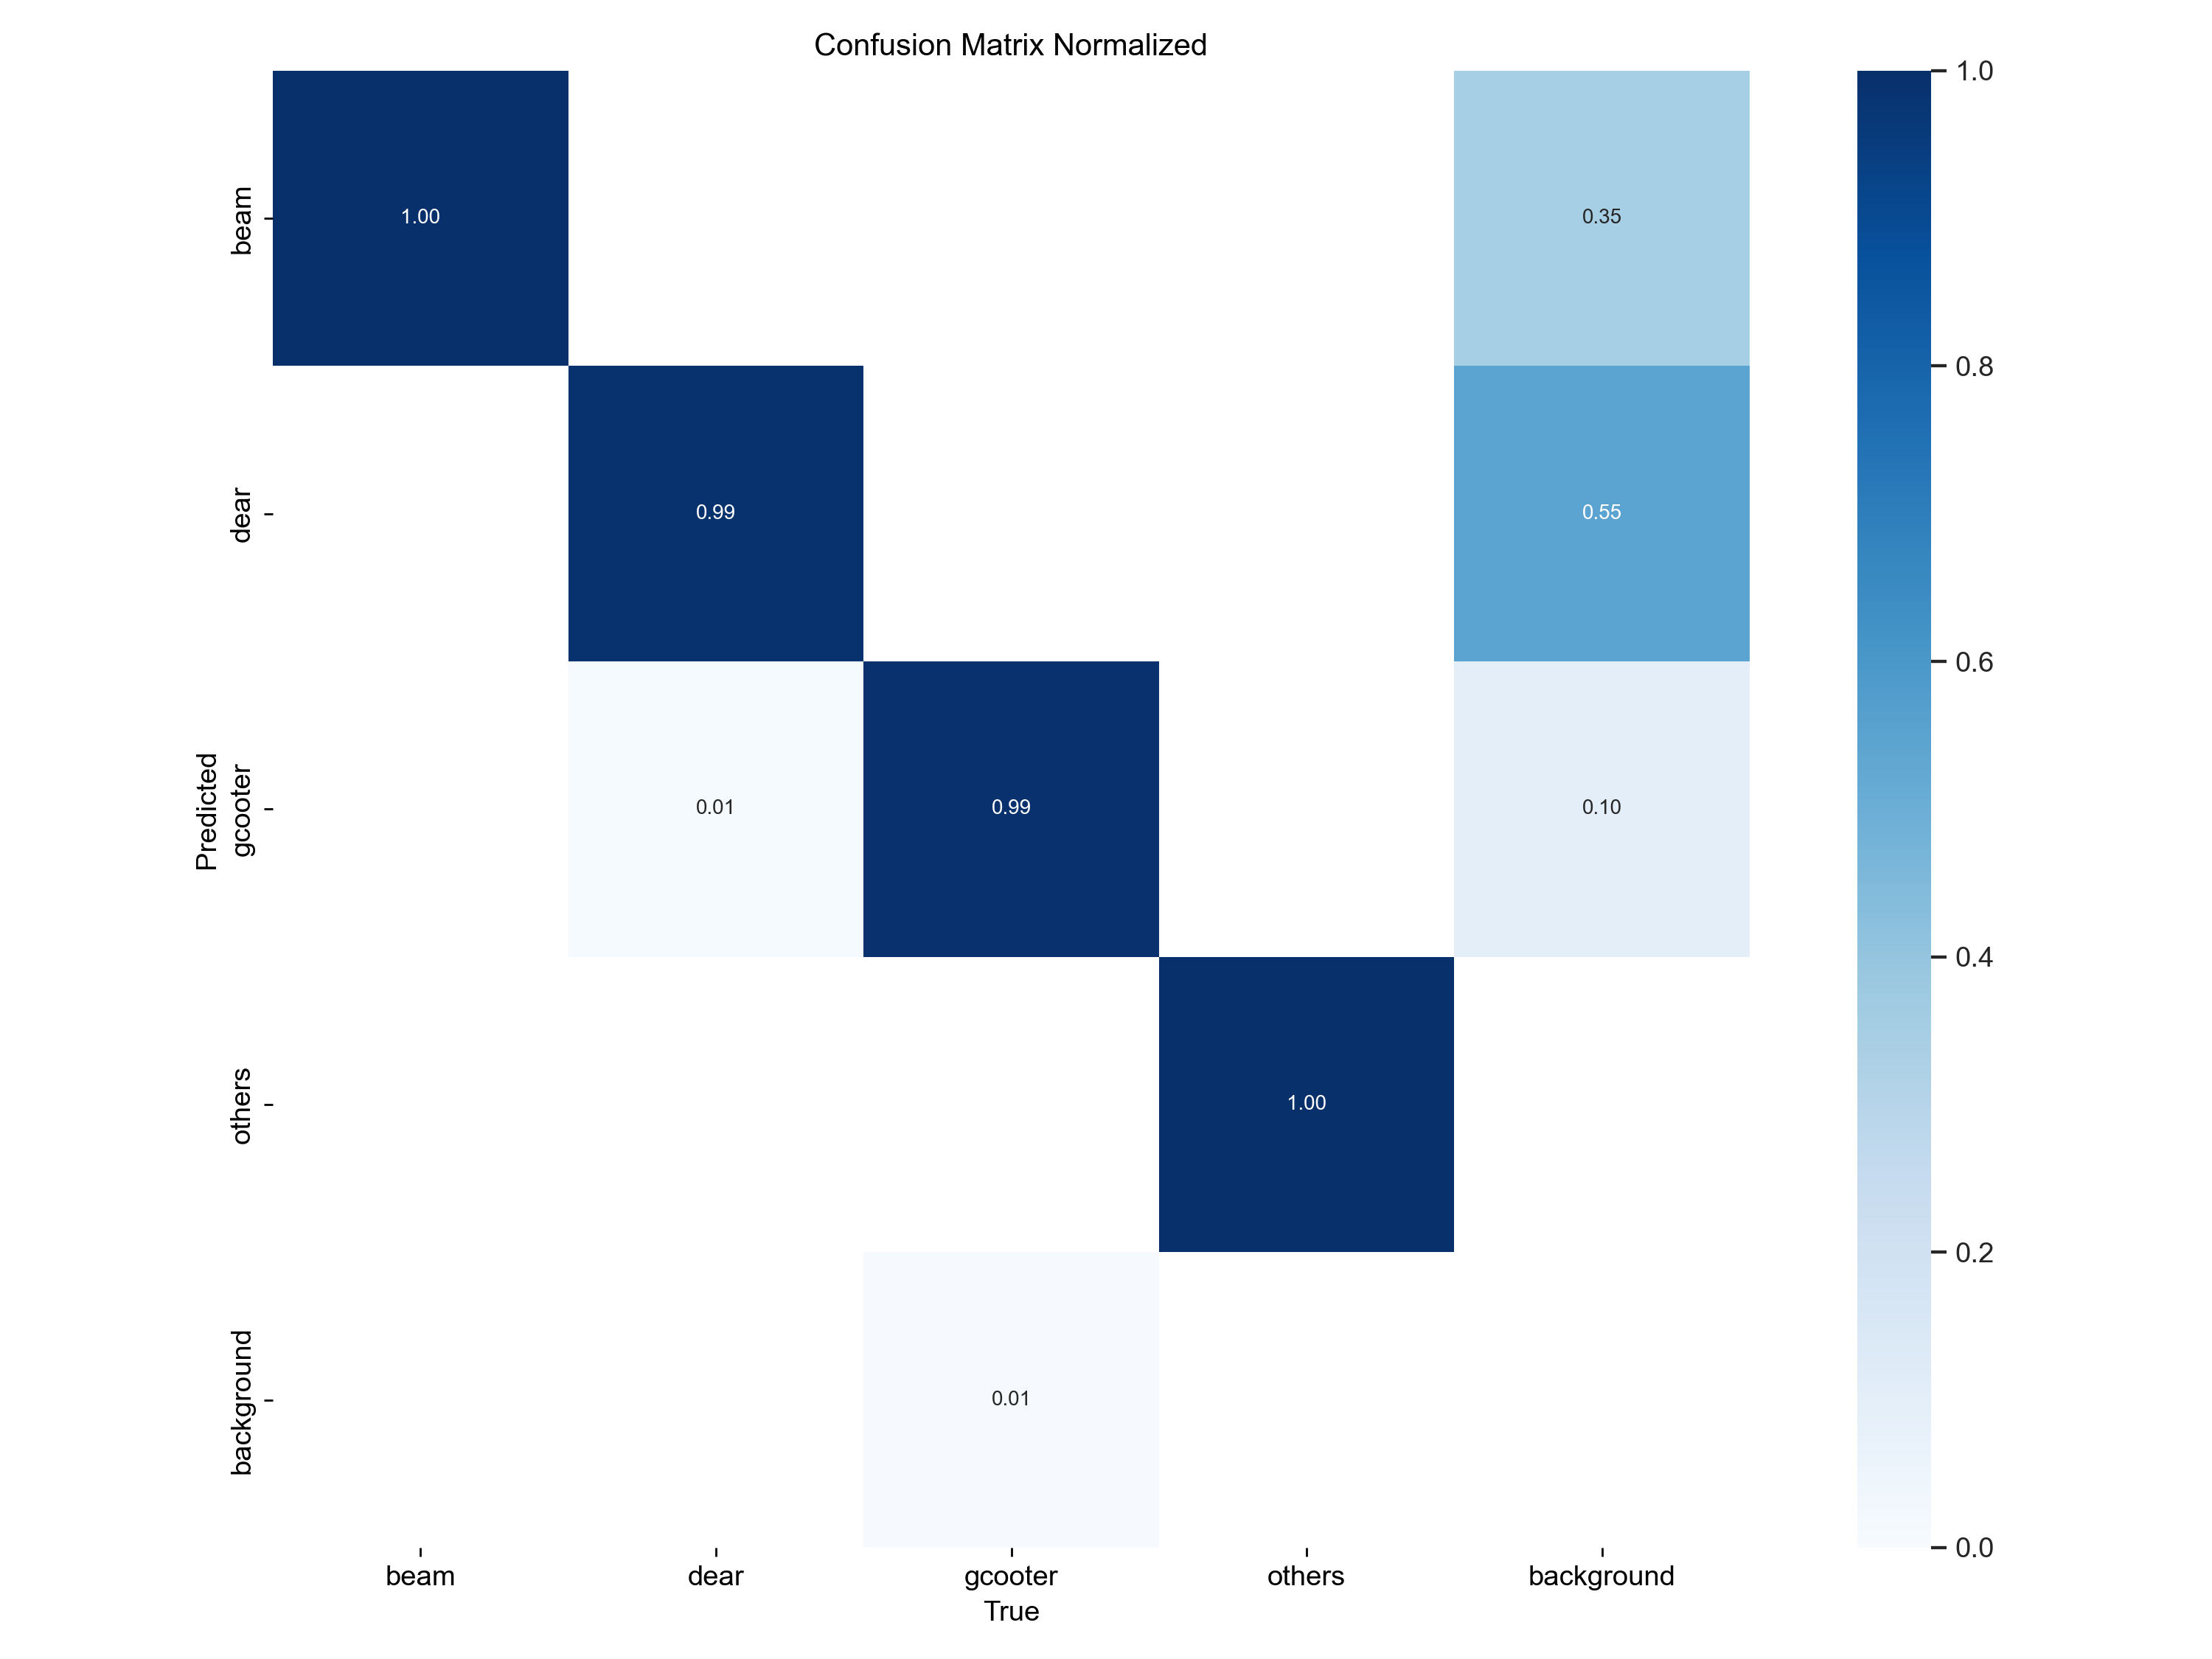 Confusion Matrix Normalized
1.0
beam
1.00
0.35
0.8
dear
0.99
0.55
0.6
Predicted
gcooter
0.01
0.99
0.10
0.4
others
1.00
0.2
background
0.01
0.0
beam
dear
gcooter
others
background
True